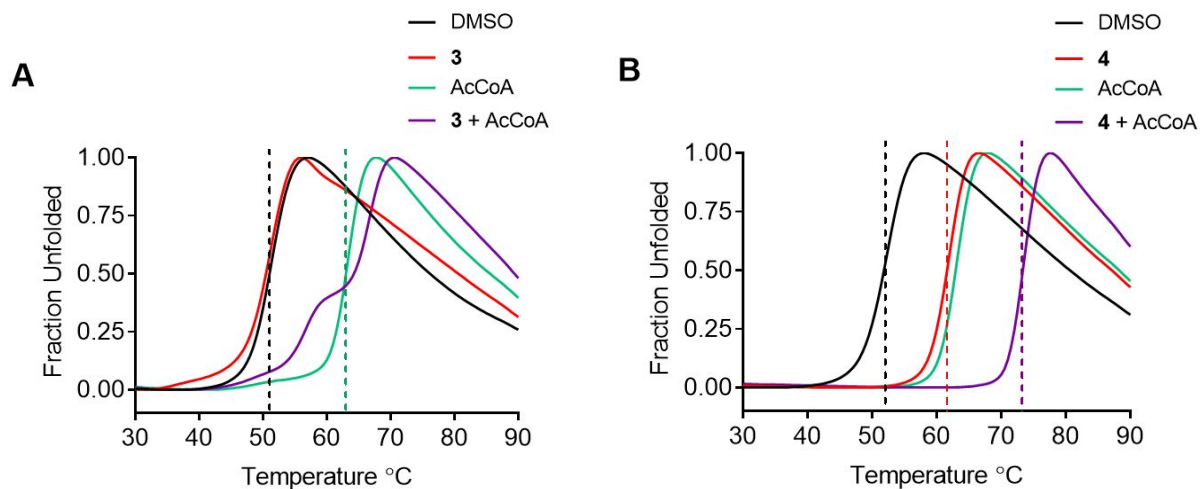 A
DMSO
3
AcCoA
3 + AcCoA
Fraction Unfolded
1.00
0.75
0.50
0.25
0.00
30 40 50 60 70 80 90
Temperature °C
B
DMSO
4
AcCoA
4 + AcCoA
Fraction Unfolded
1.00
0.75
0.50
0.25
0.00
30 40 50 60 70 80 90
Temperature °C